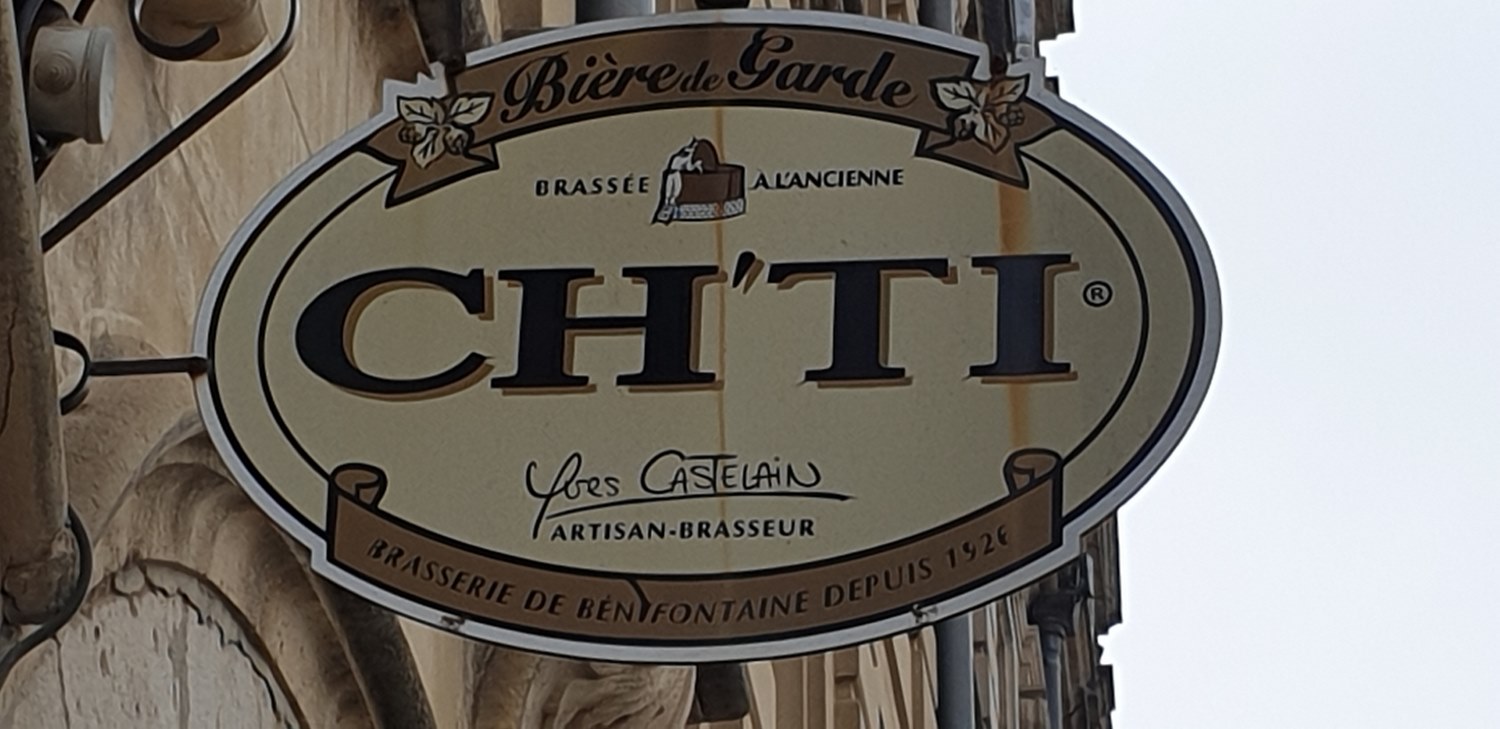 Bière de Garde
BRASSÉE À L'ANCIENNE
CH'TI®
Yves CASTELAIN
ARTISAN-BRASSEUR
BRASSERIE DE BÉNIFONTAINE DEPUIS 1926